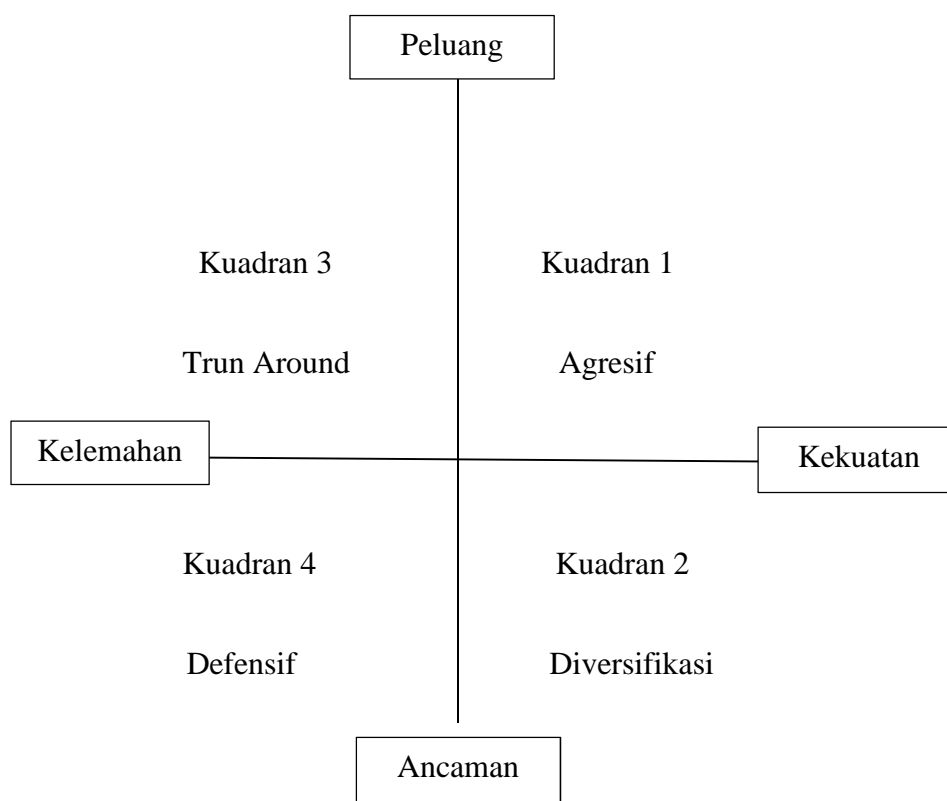 Peluang
Kuadran 3
Kuadran 1
Trun Around
Agresif
Kelemahan
Kekuatan
Kuadran 4
Kuadran 2
Defensif
Diversifikasi
Ancaman